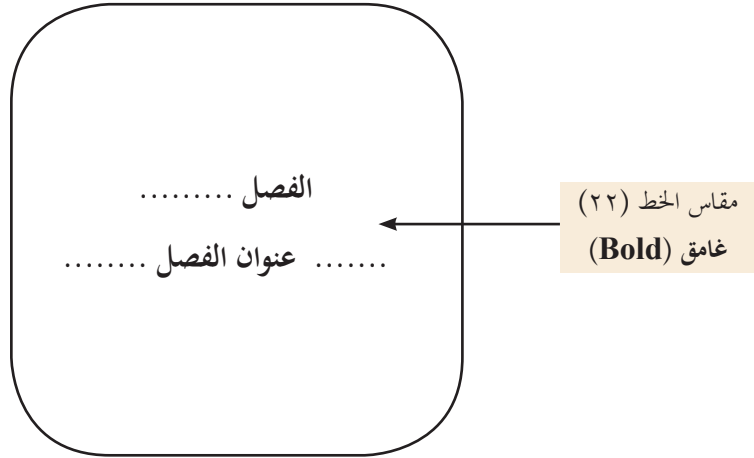 الفصل .........
....... عنوان الفصل ........
مقاس الخط (٢٢)
غامق (Bold)